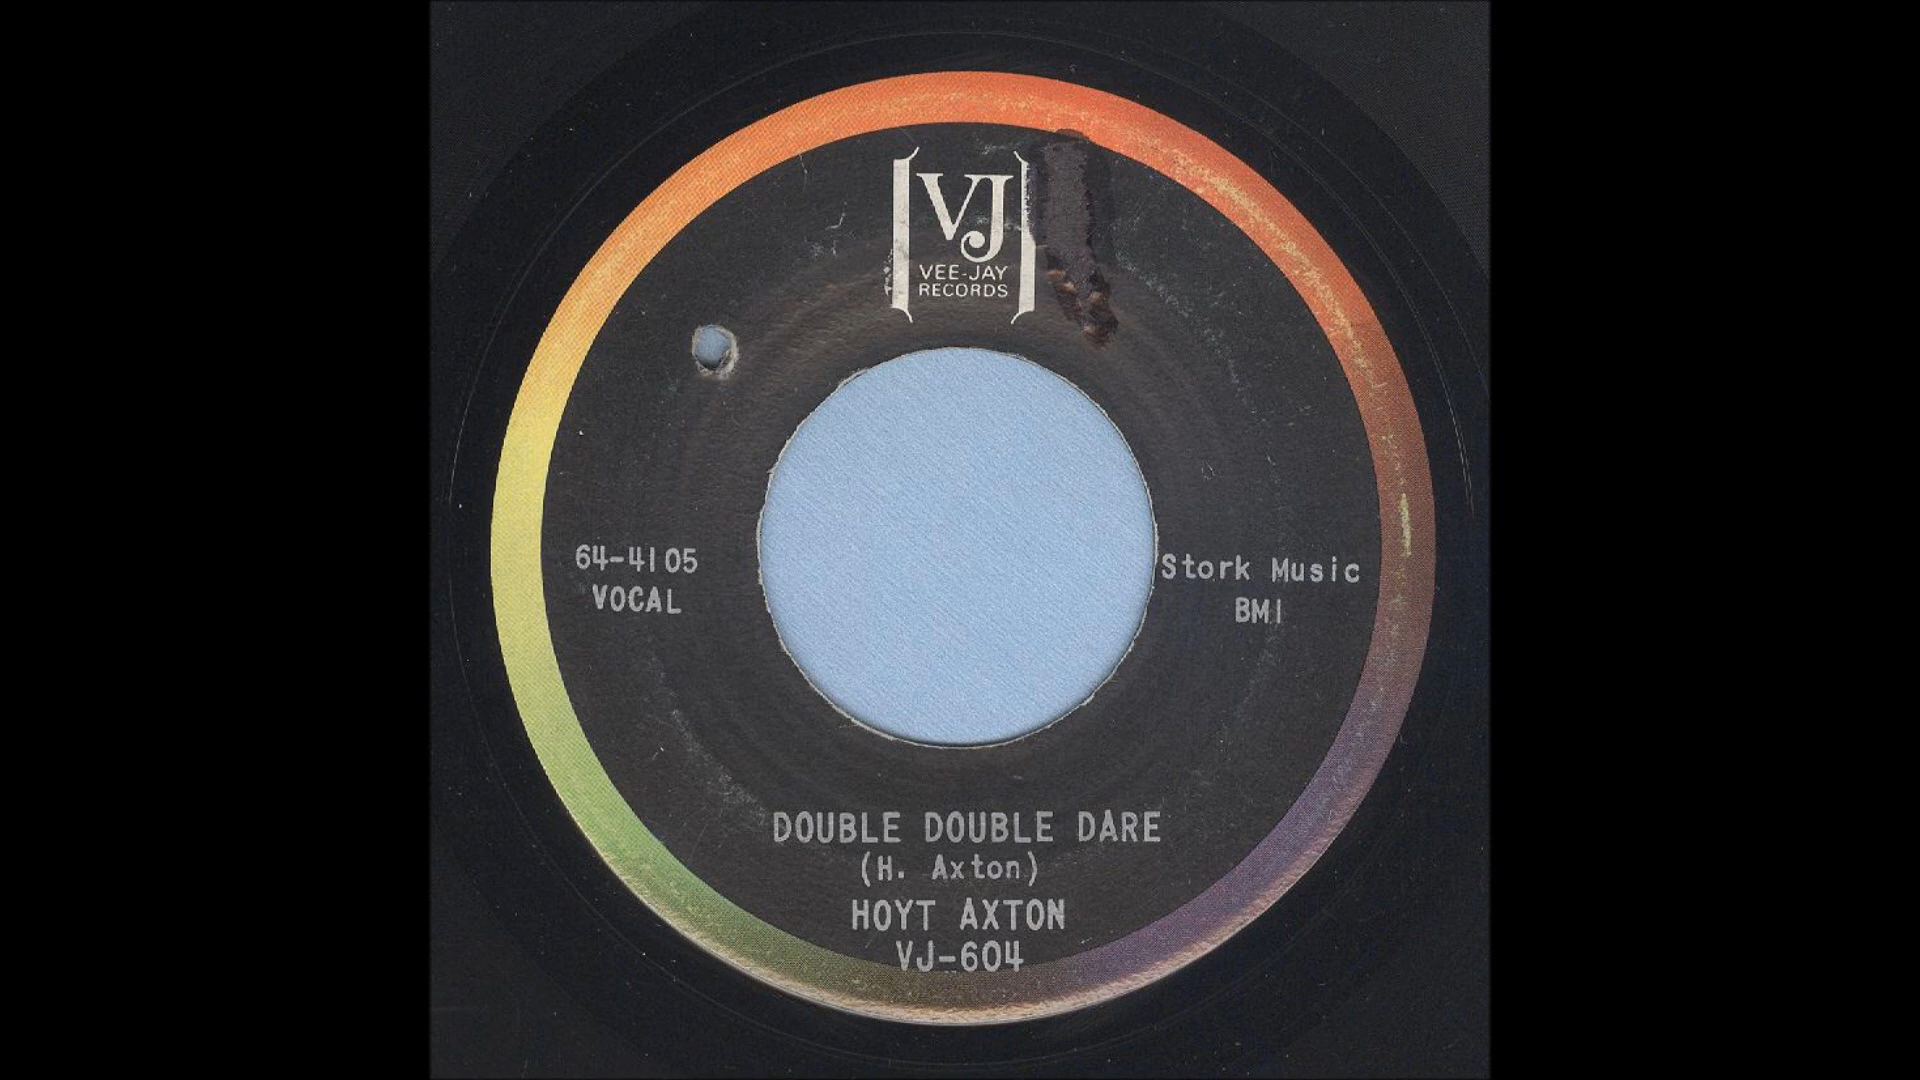 VJ
VEE-JAY
RECORDS
64-4105
VOCAL
Stork Music
BMI
DOUBLE DOUBLE DARE
(H. Axton)
HOYT AXTON
VJ-604